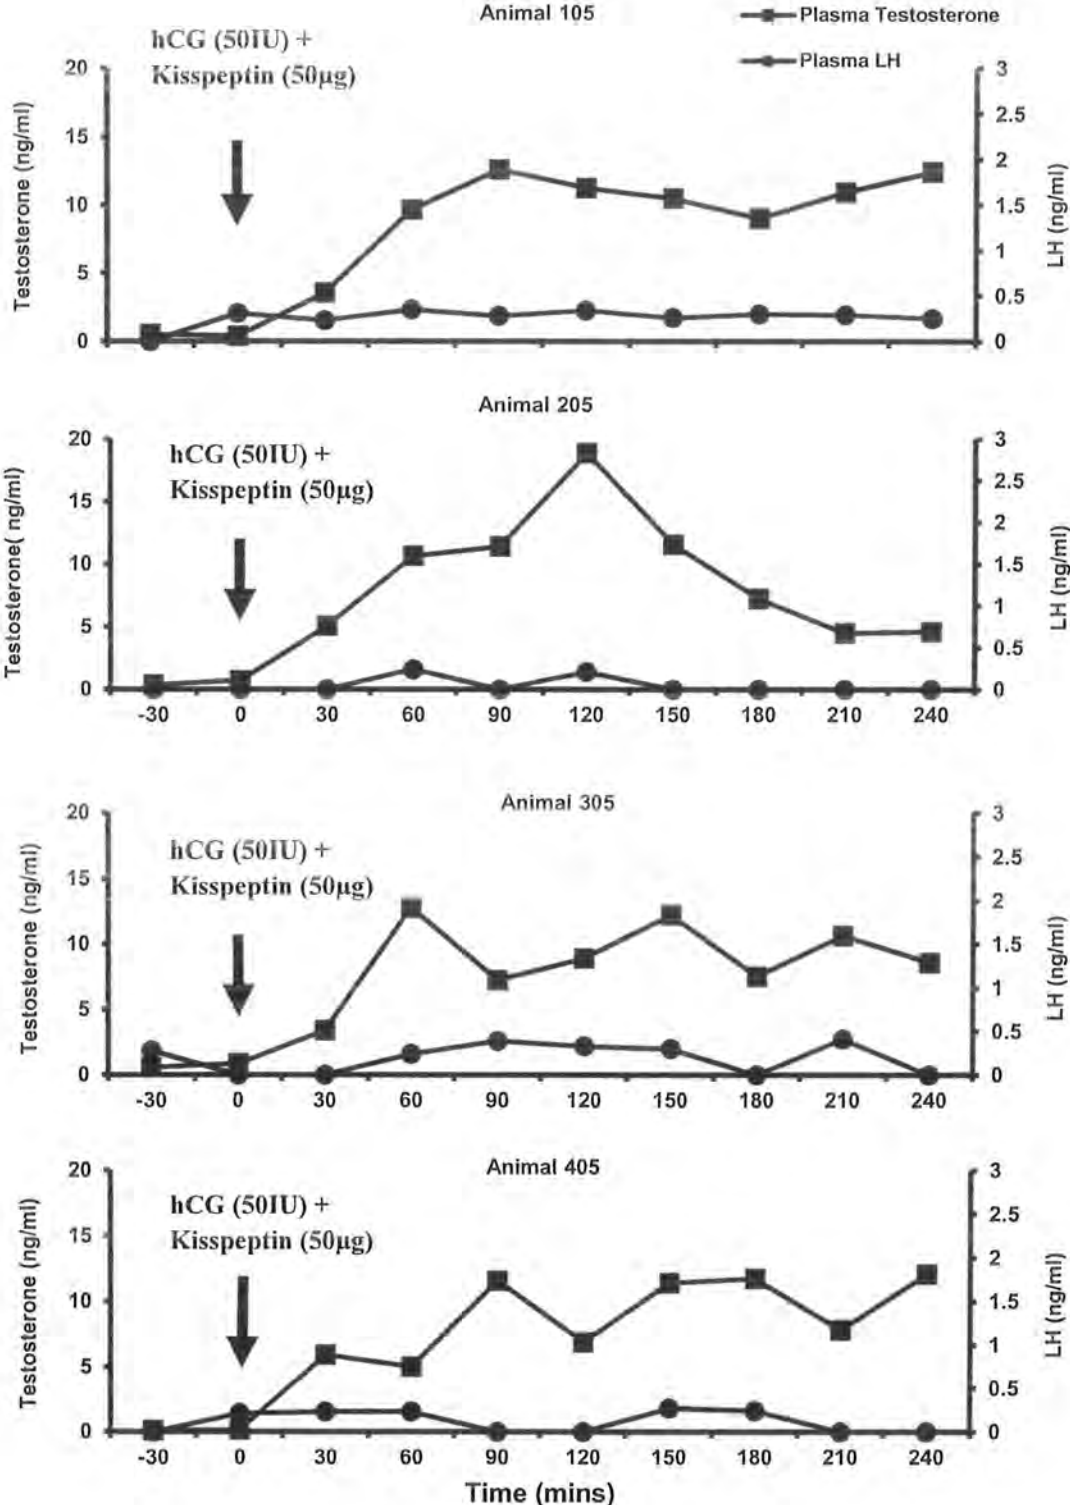 Animal 105
Plasma Testosterone
Plasma LH
hCG (50IU) +
Kisspeptin (50µg)
Testosterone (ng/ml)
20
15
10
5
0
3
2.5
2
1.5
1
0.5
0
LH (ng/ml)
Animal 205
hCG (50IU) +
Kisspeptin (50µg)
Testosterone( ng/ml)
20
15
10
5
0
3
2.5
2
1.5
1
0.5
0
LH (ng/ml)
-30 0 30 60 90 120 150 180 210 240
Animal 305
hCG (50IU) +
Kisspeptin (50µg)
Testosterone (ng/ml)
20
15
10
5
0
3
2.5
2
1.5
1
0.5
0
LH (ng/ml)
-30 0 30 60 90 120 150 180 210 240
Animal 405
hCG (50IU) +
Kisspeptin (50µg)
Testosterone (ng/ml)
20
15
10
5
0
3
2.5
2
1.5
1
0.5
0
LH (ng/ml)
-30 0 30 60 90 120 150 180 210 240
Time (mins)